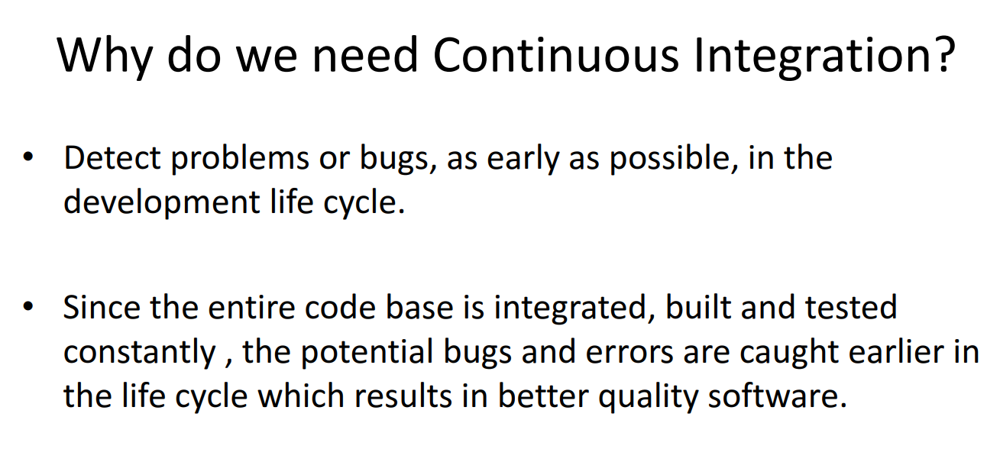 Why do we need Continuous Integration?
• Detect problems or bugs, as early as possible, in the
development life cycle.
• Since the entire code base is integrated, built and tested
constantly , the potential bugs and errors are caught earlier in
the life cycle which results in better quality software.